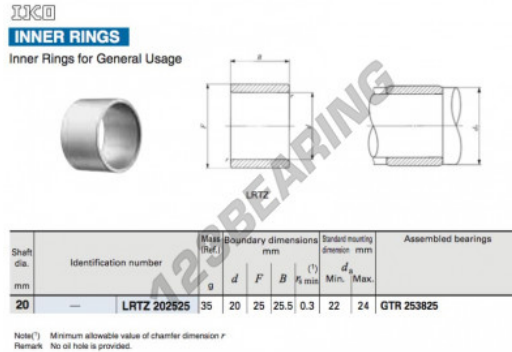 IKO
INNER RINGS
Inner Rings for General Usage
B
r
r
F
d
dₐ
LRTZ
123BEARING
Shaft dia. mm
Identification number
Mass (Ref.) g
Boundary dimensions mm
d F B rₛ min (¹)
Standard mounting dimension mm
dₐ
Min. Max.
Assembled bearings
20 — LRTZ 202525 35 20 25 25.5 0.3 22 24 GTR 253825
Note(¹) Minimum allowable value of chamfer dimension r
Remark No oil hole is provided.